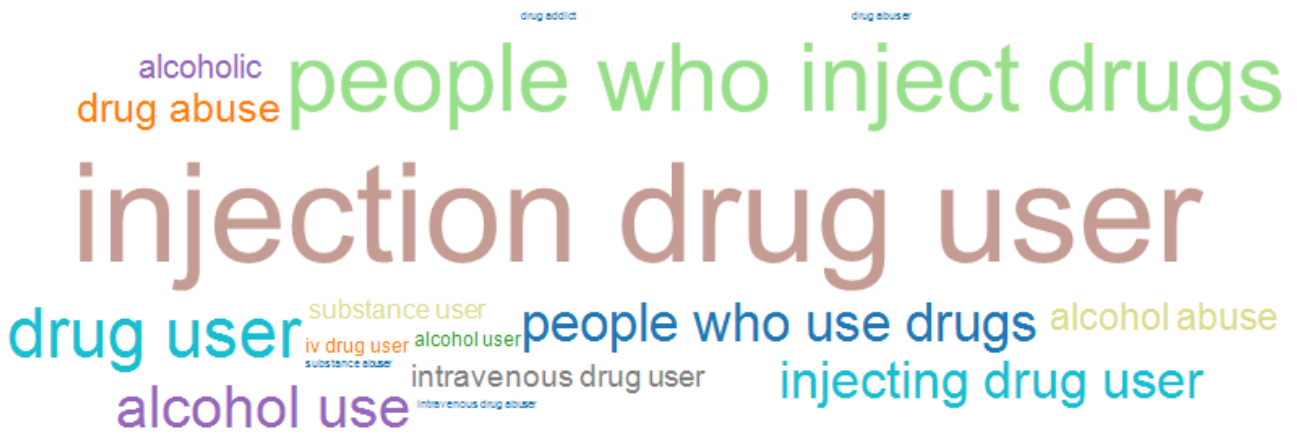 drug addict
drug abuser
alcoholic
people who inject drugs
drug abuse
injection drug user
substance user
people who use drugs
alcohol abuse
drug user
iv drug user
alcohol user
substance abuser
intravenous drug user
injecting drug user
alcohol use
intravenous drug abuser